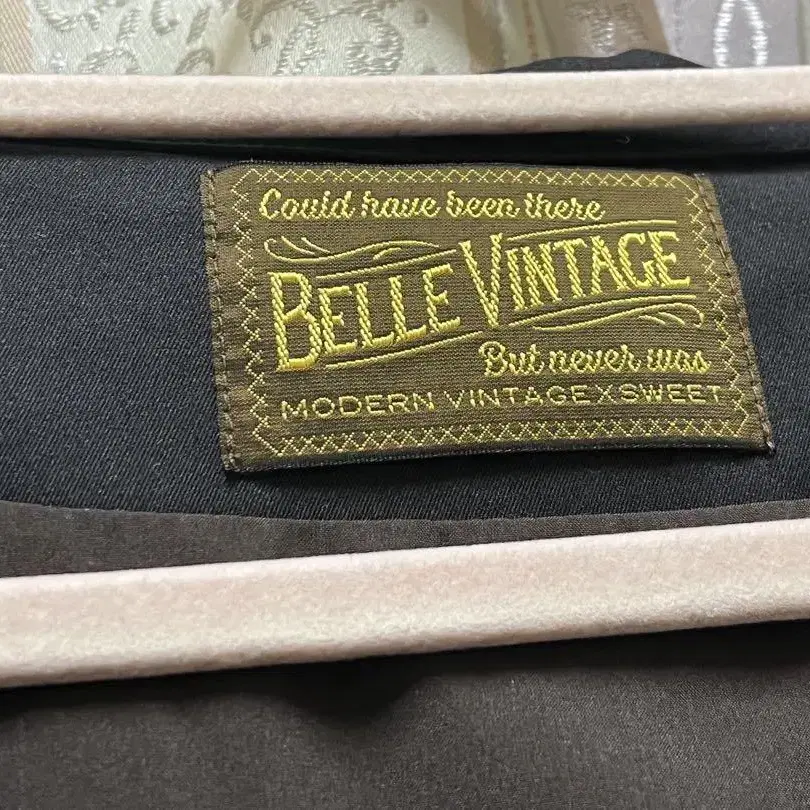 Could have been there
BELLE VINTAGE
But never was
MODERN VINTAGEXSWEET